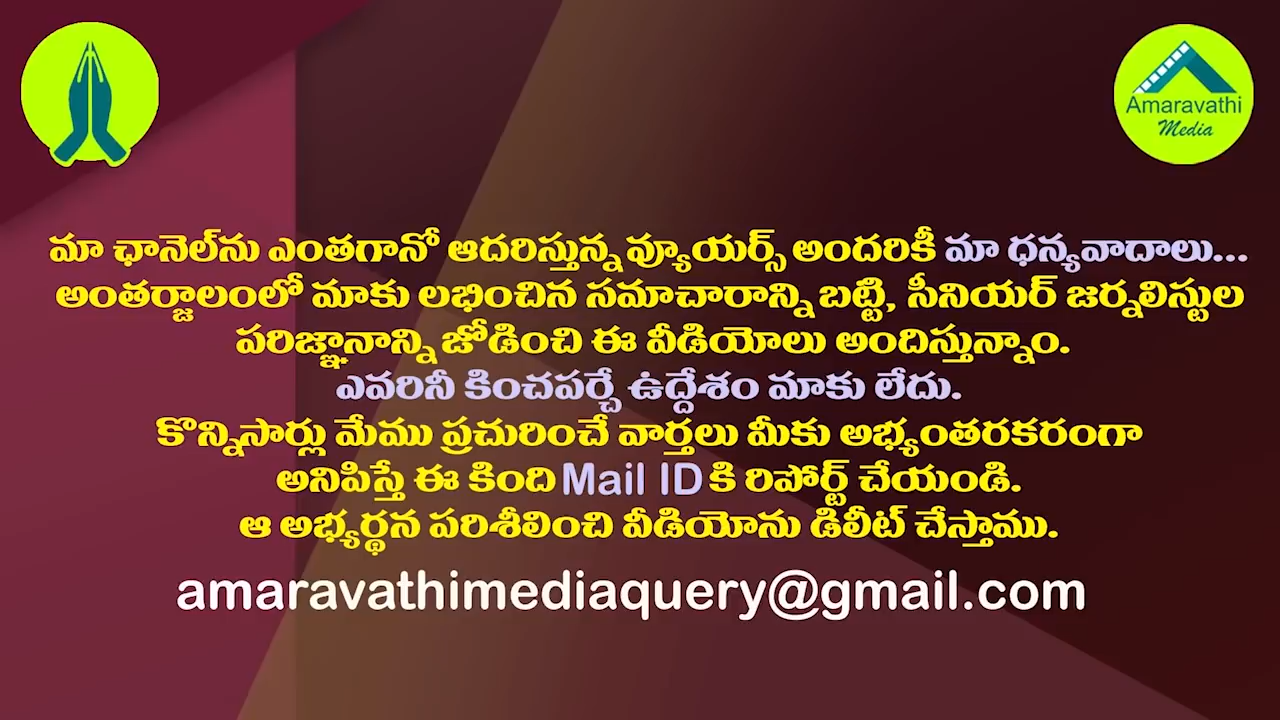 Amaravathi
Media
మా ఛానెల్‌ను ఎంతగానో ఆదరిస్తున్న వ్యూయర్స్ అందరికీ మా ధన్యవాదాలు...
అంతర్జాలంలో మాకు లభించిన సమాచారాన్ని బట్టి, సీనియర్ జర్నలిస్టుల
పరిజ్ఞానాన్ని జోడించి ఈ వీడియోలు అందిస్తున్నాం.
ఎవరినీ కించపర్చే ఉద్దేశం మాకు లేదు.
కొన్నిసార్లు మేము ప్రచురించే వార్తలు మీకు అభ్యంతరకరంగా
అనిపిస్తే ఈ కింది Mail ID కి రిపోర్ట్ చేయండి.
ఆ అభ్యర్థన పరిశీలించి వీడియోను డిలీట్ చేస్తాము.
amaravathimediaquery@gmail.com